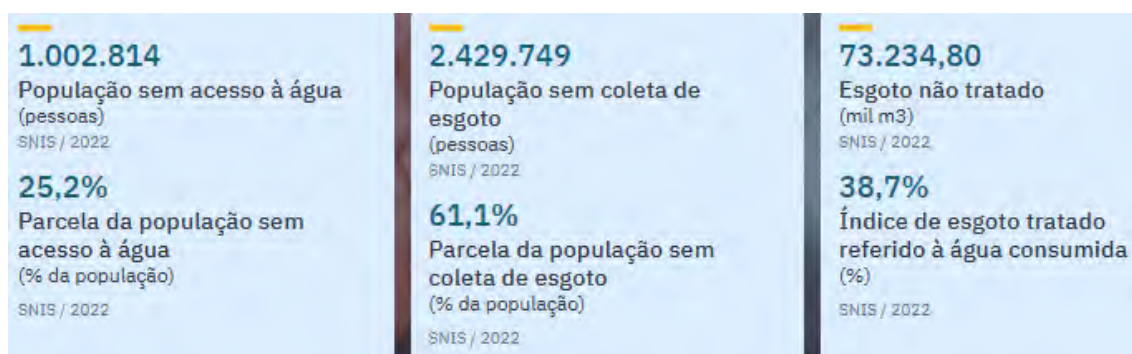 1.002.814
População sem acesso à água
(pessoas)
SNIS / 2022
25,2%
Parcela da população sem
acesso à água
(% da população)
SNIS / 2022
2.429.749
População sem coleta de
esgoto
(pessoas)
SNIS / 2022
61,1%
Parcela da população sem
coleta de esgoto
(% da população)
SNIS / 2022
73.234,80
Esgoto não tratado
(mil m3)
SNIS / 2022
38,7%
Índice de esgoto tratado
referido à água consumida
(%)
SNIS / 2022